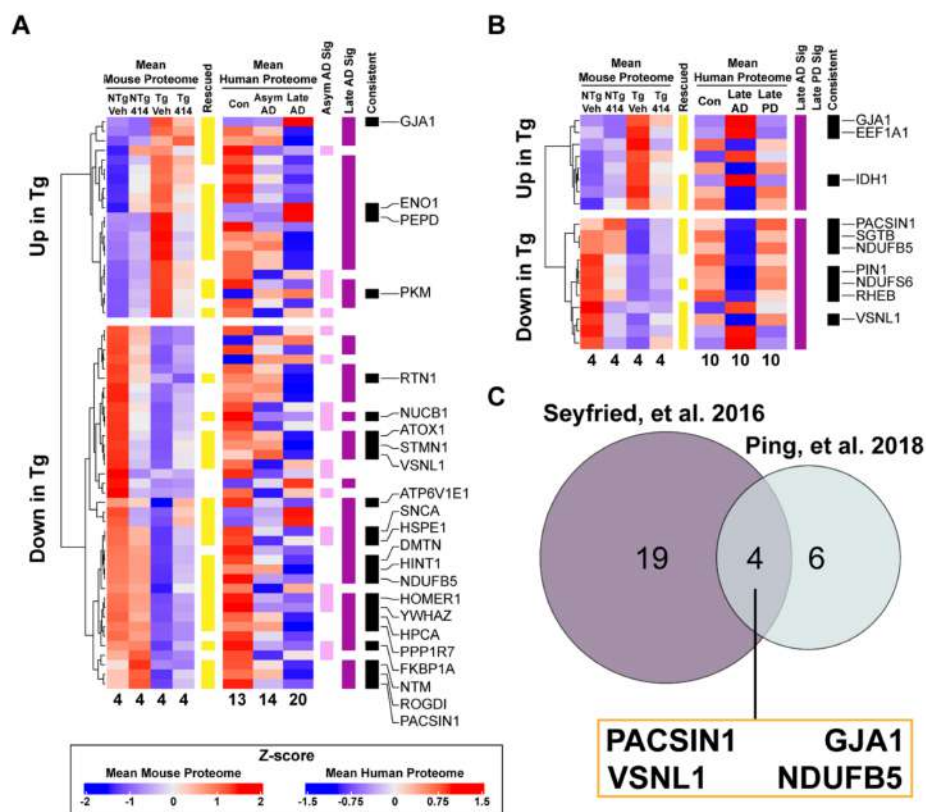 A
Mean
Mouse Proteome
Mean
Human Proteome
NTg Veh
NTg 414
Tg Veh
Tg 414
Rescued
Con
Asym AD
Late AD
Asym AD Sig
Late AD Sig
Consistent
Up in Tg
GJA1
ENO1
PEPD
PKM
Down in Tg
RTN1
NUCB1
ATOX1
STMN1
VSNL1
ATP6V1E1
SNCA
HSPE1
DMTN
HINT1
NDUFB5
HOMER1
YWHAZ
HPCA
PPP1R7
FKBP1A
NTM
ROGDI
PACSIN1
4 4 4 4
13 14 20
Z-score
Mean Mouse Proteome
-2 -1 0 1 2
Mean Human Proteome
-1.5 -0.75 0 0.75 1.5
B
Mean
Mouse Proteome
Mean
Human Proteome
NTg Veh
NTg 414
Tg Veh
Tg 414
Rescued
Con
Late AD
Late PD
Late AD Sig
Late PD Sig
Consistent
Up in Tg
GJA1
EEF1A1
IDH1
Down in Tg
PACSIN1
SGTB
NDUFB5
PIN1
NDUFS6
RHEB
VSNL1
4 4 4 4
10 10 10
C
Seyfried, et al. 2016
Ping, et al. 2018
19 4 6
PACSIN1 GJA1
VSNL1 NDUFB5